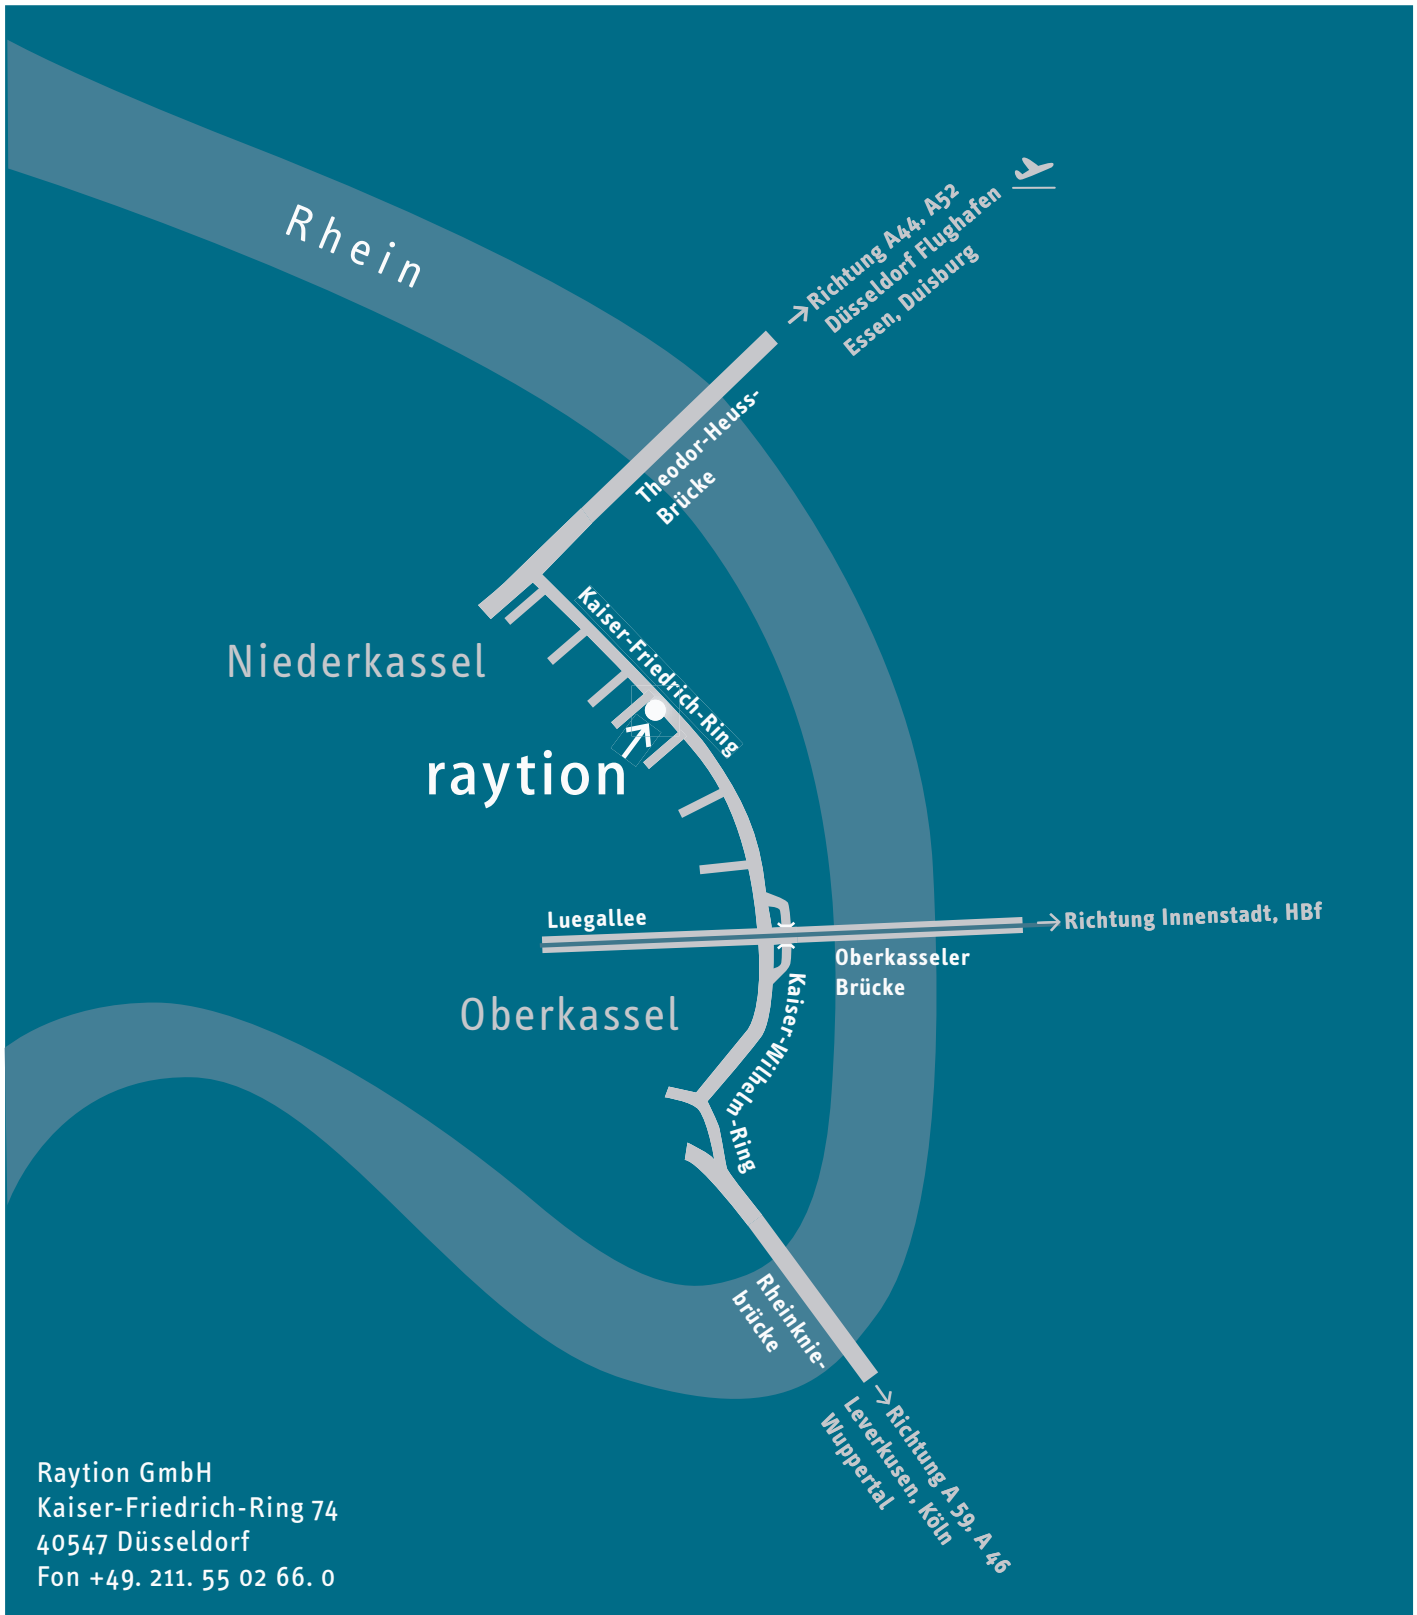 Rhein
Richtung A44, A52
Düsseldorf Flughafen
Essen, Duisburg
Theodor-Heuss-
Brücke
Kaiser-Friedrich-Ring
Niederkassel
raytion
Luegallee
Richtung Innenstadt, HBf
Oberkasseler
Brücke
Oberkassel
Kaiser-Wilhelm-Ring
Rheinknie-
brücke
Richtung A 59, A 46
Leverkusen, Köln
Wuppertal
Raytion GmbH
Kaiser-Friedrich-Ring 74
40547 Düsseldorf
Fon +49. 211. 55 02 66. 0